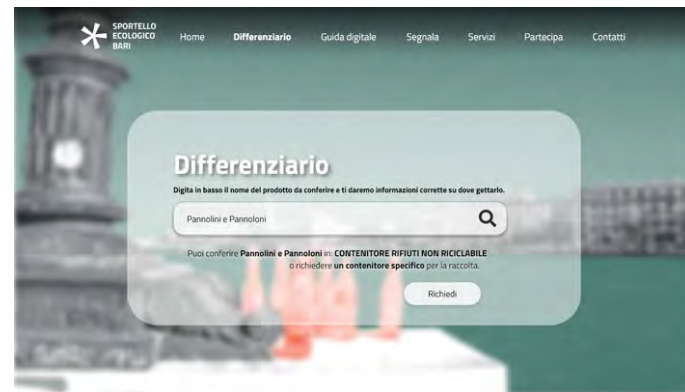 SPORTELLO
ECOLOGICO
BARI
Home Differenziario Guida digitale Segnala Servizi Partecipa Contatti
Differenziario
Digita in basso il nome del prodotto da conferire e ti daremo informazioni corrette su dove gettarlo.
Pannolini e Pannoloni
Puoi conferire Pannolini e Pannoloni in: CONTENITORE RIFIUTI NON RICICLABILE
o richiedere un contenitore specifico per la raccolta.
Richiedi